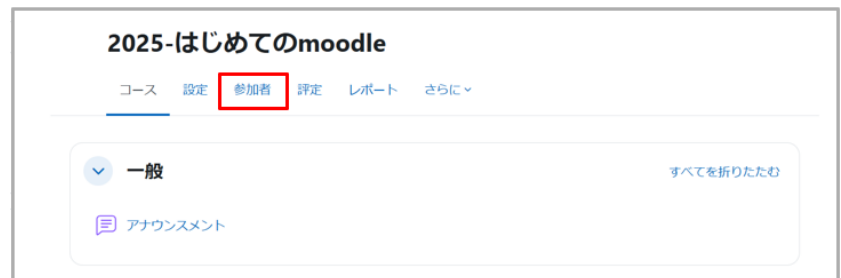 2025-はじめてのmoodle
コース 設定 参加者 評定 レポート さらに
一般 すべてを折りたたむ
アナウンスメント